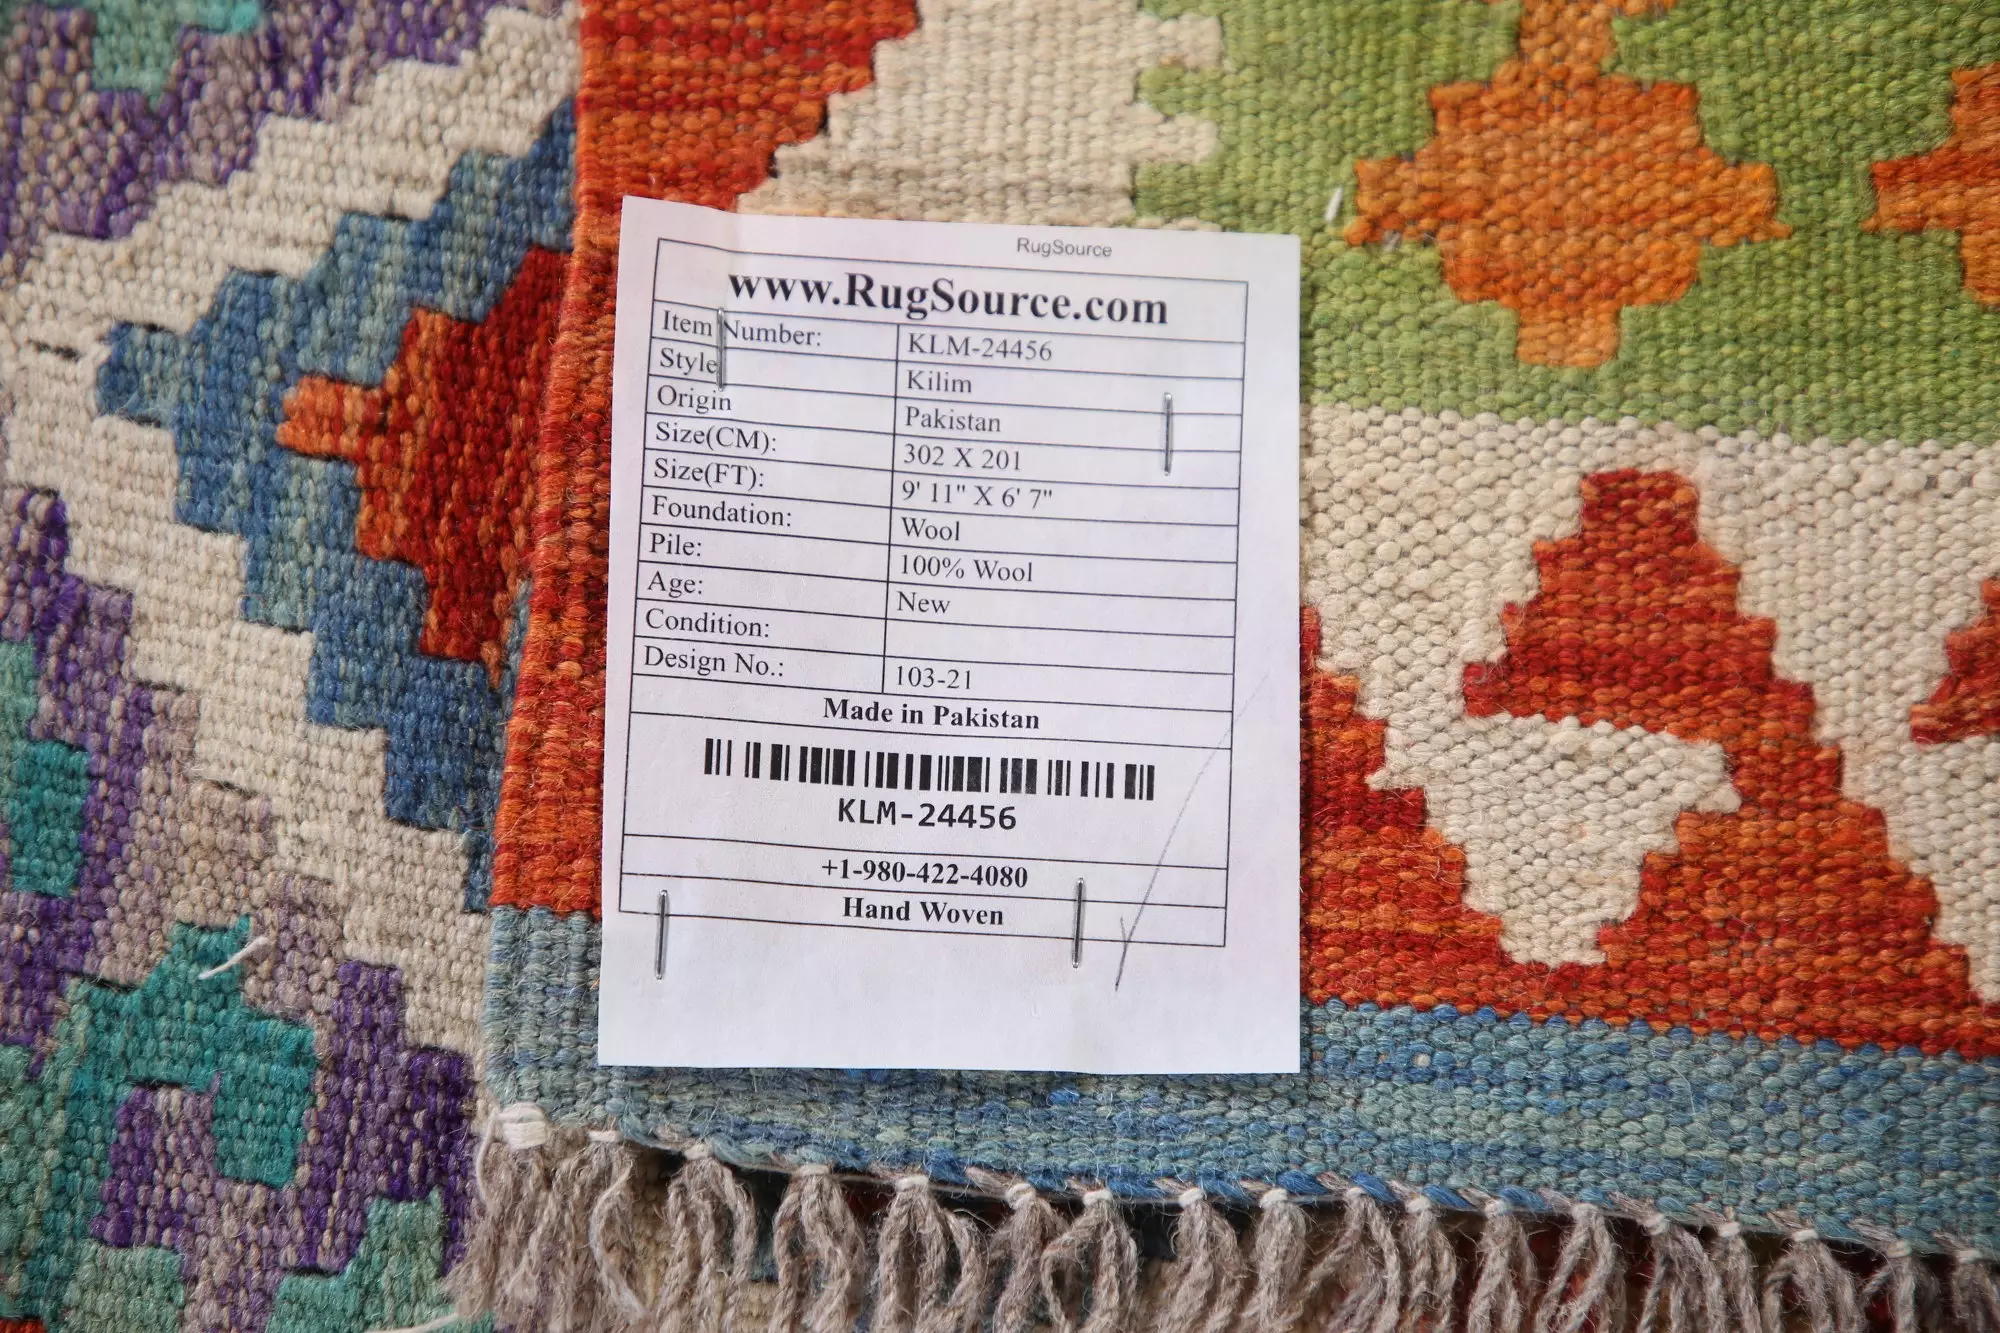 RugSource
www.RugSource.com
Item Number: KLM-24456
Style Kilim
Origin Pakistan
Size(CM): 302 X 201
Size(FT): 9' 11" X 6' 7"
Foundation: Wool
Pile: 100% Wool
Age: New
Condition:
Design No.: 103-21
Made in Pakistan
KLM-24456
+1-980-422-4080
Hand Woven